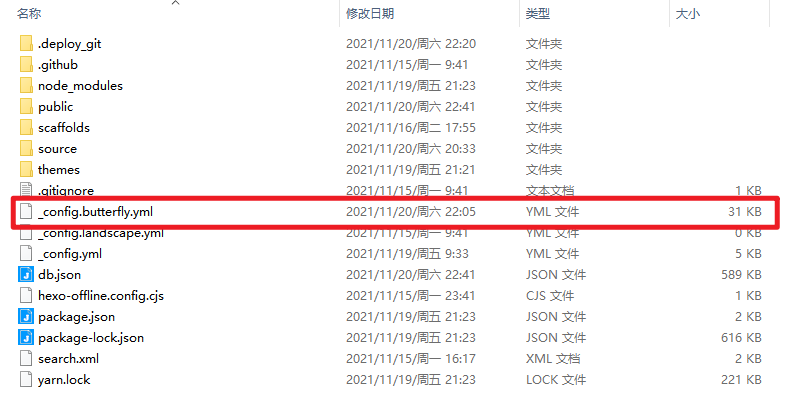 名称 修改日期 类型 大小
.deploy_git 2021/11/20/周六 22:20 文件夹
.github 2021/11/15/周一 9:41 文件夹
node_modules 2021/11/19/周五 21:23 文件夹
public 2021/11/20/周六 22:41 文件夹
scaffolds 2021/11/16/周二 17:55 文件夹
source 2021/11/20/周六 20:33 文件夹
themes 2021/11/19/周五 21:21 文件夹
.gitignore 2021/11/15/周一 9:41 文本文档 1 KB
_config.butterfly.yml 2021/11/20/周六 22:05 YML 文件 31 KB
_config.landscape.yml 2021/11/15/周一 9:41 YML 文件 0 KB
_config.yml 2021/11/19/周五 9:33 YML 文件 5 KB
db.json 2021/11/20/周六 22:41 JSON 文件 589 KB
hexo-offline.config.cjs 2021/11/15/周一 23:41 CJS 文件 1 KB
package.json 2021/11/19/周五 21:23 JSON 文件 2 KB
package-lock.json 2021/11/19/周五 21:23 JSON 文件 616 KB
search.xml 2021/11/15/周一 16:17 XML 文档 2 KB
yarn.lock 2021/11/19/周五 21:23 LOCK 文件 221 KB